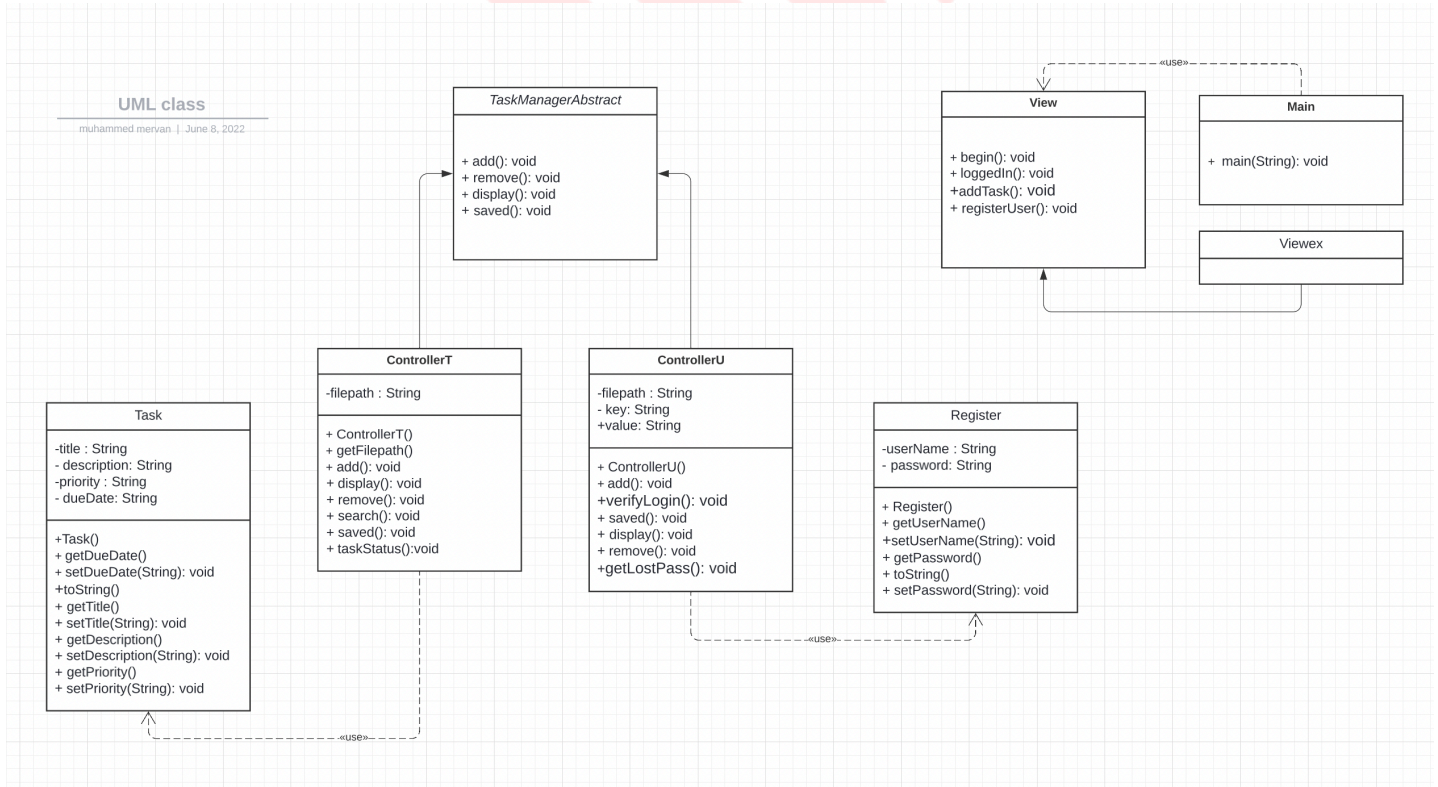 UML class
muhammed mervan | June 8, 2022
TaskManagerAbstract
+ add(): void
+ remove(): void
+ display(): void
+ saved(): void
«use»
View
+ begin(): void
+ loggedIn(): void
+addTask(): void
+ registerUser(): void
Main
+ main(String): void
Viewex
Task
-title : String
- description: String
-priority : String
- dueDate: String
+Task()
+ getDueDate()
+ setDueDate(String): void
+toString()
+ getTitle()
+ setTitle(String): void
+ getDescription()
+ setDescription(String): void
+ getPriority()
+ setPriority(String): void
ControllerT
-filepath : String
+ ControllerT()
+ getFilepath()
+ add(): void
+ display(): void
+ remove(): void
+ search(): void
+ saved(): void
+ taskStatus():void
ControllerU
-filepath : String
- key: String
+value: String
+ ControllerU()
+ add(): void
+verifyLogin(): void
+ saved(): void
+ display(): void
+ remove(): void
+getLostPass(): void
Register
-userName : String
- password: String
+ Register()
+ getUserName()
+setUserName(String): void
+ getPassword()
+ toString()
+ setPassword(String): void
«use»
«use»